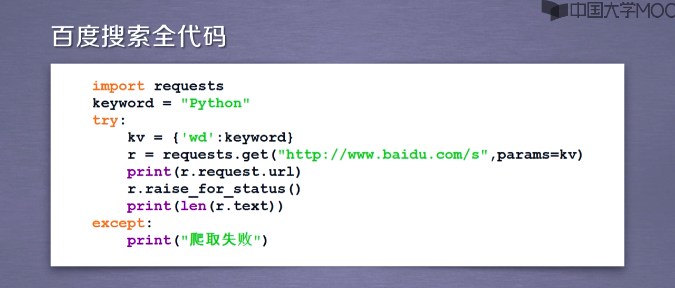 中国大学MOO
百度搜索全代码
import requests
keyword = "Python"
try:
    kv = {'wd':keyword}
    r = requests.get("http://www.baidu.com/s",params=kv)
    print(r.request.url)
    r.raise_for_status()
    print(len(r.text))
except:
    print("爬取失败")